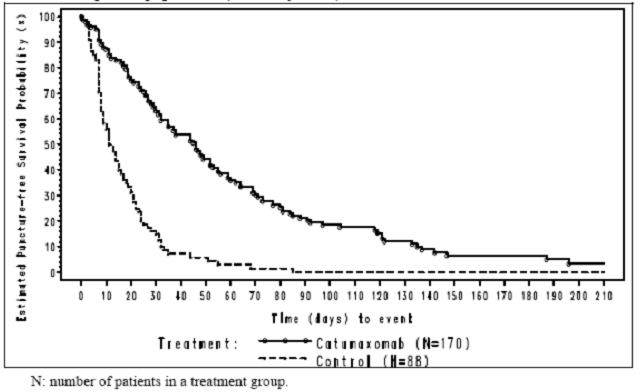 Estimated Puncture-free Survival Probability (%)
100
90
80
70
60
50
40
30
20
10
0
0 10 20 30 40 50 60 70 80 90 100 110 120 130 140 150 160 170 180 190 200 210
Time (days) to event
Treatment: Catumaxomab (N=170)
Control (N=88)
N: number of patients in a treatment group.